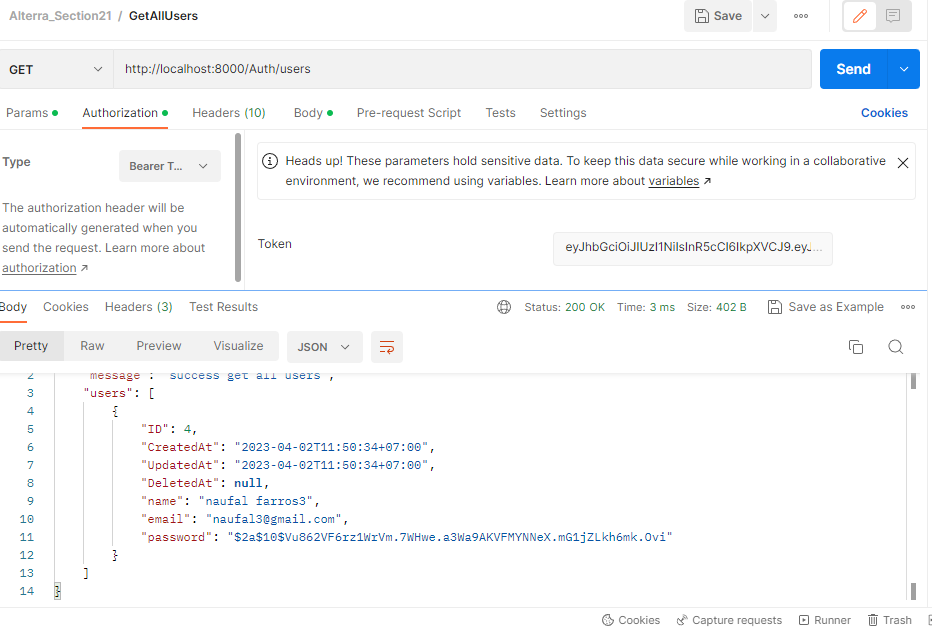 Alterra_Section21 / GetAllUsers
Save
GET
http://localhost:8000/Auth/users
Send
Params
Authorization
Headers (10)
Body
Pre-request Script
Tests
Settings
Cookies
Type
Bearer T...
The authorization header will be
automatically generated when you
send the request. Learn more about
authorization ↗
Heads up! These parameters hold sensitive data. To keep this data secure while working in a collaborative
environment, we recommend using variables. Learn more about variables ↗
Token
eyJhbGciOiJIUzI1NiIsInR5cCI6IkpXVCJ9.eyJ...
Body
Cookies
Headers (3)
Test Results
Status: 200 OK
Time: 3 ms
Size: 402 B
Save as Example
Pretty
Raw
Preview
Visualize
JSON
2 "message": "success get all users",
3 "users": [
4 {
5 "ID": 4,
6 "CreatedAt": "2023-04-02T11:50:34+07:00",
7 "UpdatedAt": "2023-04-02T11:50:34+07:00",
8 "DeletedAt": null,
9 "name": "naufal farros3",
10 "email": "naufal3@gmail.com",
11 "password": "$2a$10$Vu862VF6rz1WrVm.7WHwe.a3Wa9AKVFMYNNeX.mG1jZLkh6mk.Ovi"
12 }
13 ]
14 }
Cookies
Capture requests
Runner
Trash